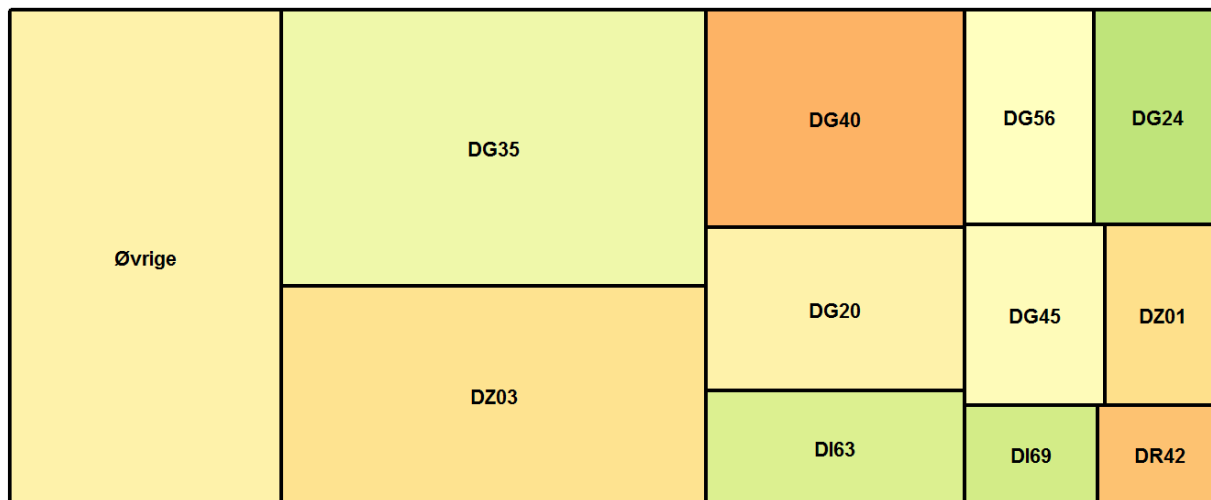 Øvrige
DG35
DZ03
DG40
DG20
DI63
DG56
DG24
DG45
DZ01
DI69
DR42